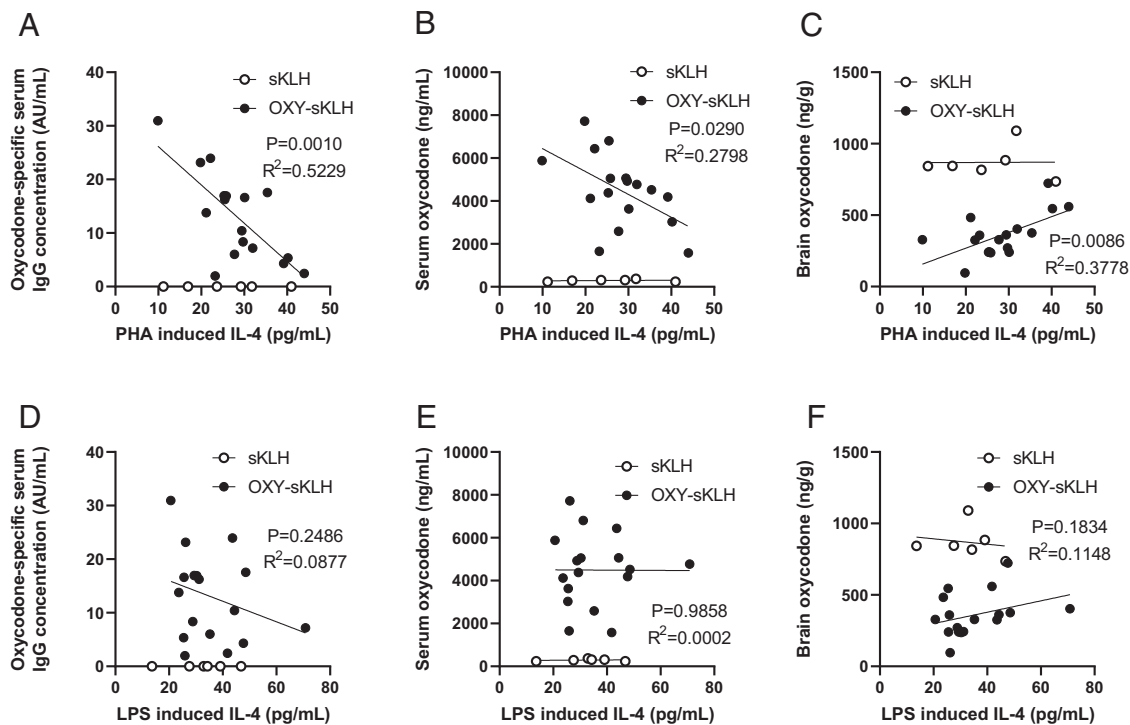 A
Oxycodone-specific serum
IgG concentration (AU/mL)
40
30
20
10
0
sKLH
OXY-sKLH
P=0.0010
R²=0.5229
0 10 20 30 40 50
PHA induced IL-4 (pg/mL)
B
Serum oxycodone (ng/mL)
10000
8000
6000
4000
2000
0
sKLH
OXY-sKLH
P=0.0290
R²=0.2798
0 10 20 30 40 50
PHA induced IL-4 (pg/mL)
C
Brain oxycodone (ng/g)
1500
1000
500
0
sKLH
OXY-sKLH
P=0.0086
R²=0.3778
0 10 20 30 40 50
PHA induced IL-4 (pg/mL)
D
Oxycodone-specific serum
IgG concentration (AU/mL)
40
30
20
10
0
sKLH
OXY-sKLH
P=0.2486
R²=0.0877
0 20 40 60 80
LPS induced IL-4 (pg/mL)
E
Serum oxycodone (ng/mL)
10000
8000
6000
4000
2000
0
sKLH
OXY-sKLH
P=0.9858
R²=0.0002
0 20 40 60 80
LPS induced IL-4 (pg/mL)
F
Brain oxycodone (ng/g)
1500
1000
500
0
sKLH
OXY-sKLH
P=0.1834
R²=0.1148
0 20 40 60 80
LPS induced IL-4 (pg/mL)